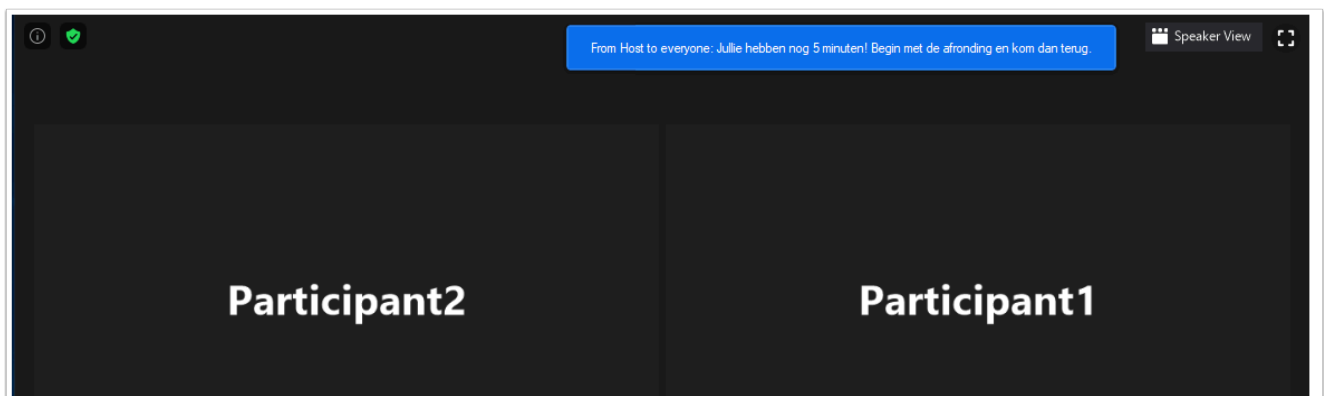 From Host to everyone: Jullie hebben nog 5 minuten! Begin met de afronding en kom dan terug.
Speaker View
Participant2
Participant1